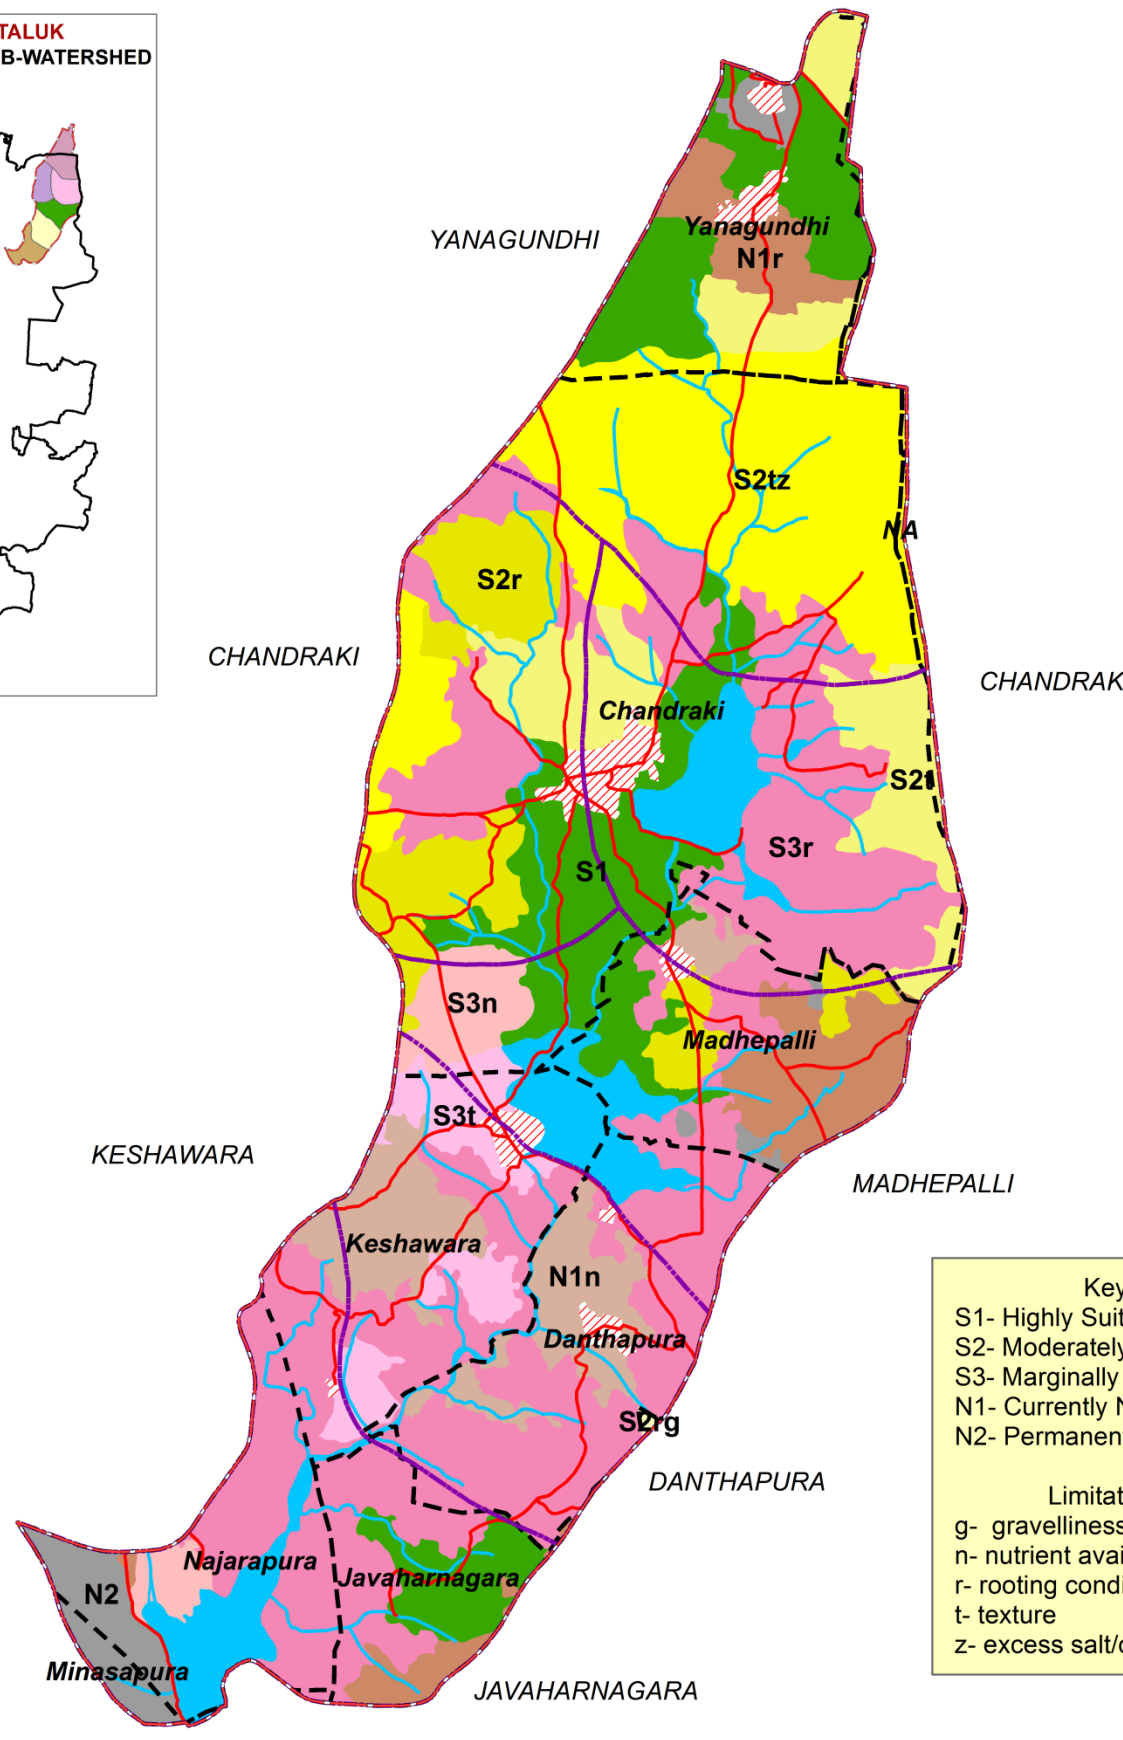 TALUK
B-WATERSHED
Yanagundhi
YANAGUNDHI
N1r
S2tz
NA
S2r
CHANDRAKI
CHANDRAK
Chandraki
S2t
S3r
S1
S3n
Madhepalli
S3t
KESHAWARA
MADHEPALLI
Keshawara
N1n
Danthapura
S2rg
DANTHAPURA
Najarapura
Javaharnagara
N2
Minasapura
JAVAHARNAGARA
Key
S1- Highly Suit
S2- Moderately
S3- Marginally
N1- Currently N
N2- Permanen
Limitat
g- gravelliness
n- nutrient avai
r- rooting condi
t- texture
z- excess salt/c